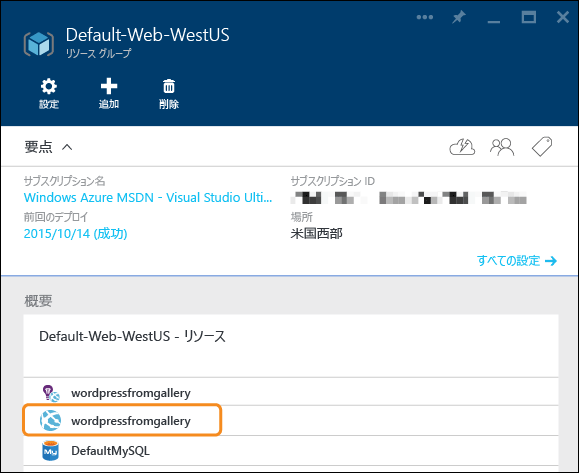 Default-Web-WestUS
リソース グループ
設定 追加 削除
要点
サブスクリプション名 サブスクリプション ID
Windows Azure MSDN - Visual Studio Ulti...
前回のデプロイ 場所
2015/10/14 (成功) 米国西部
すべての設定 →
概要
Default-Web-WestUS - リソース
wordpressfromgallery
wordpressfromgallery
My DefaultMySQL